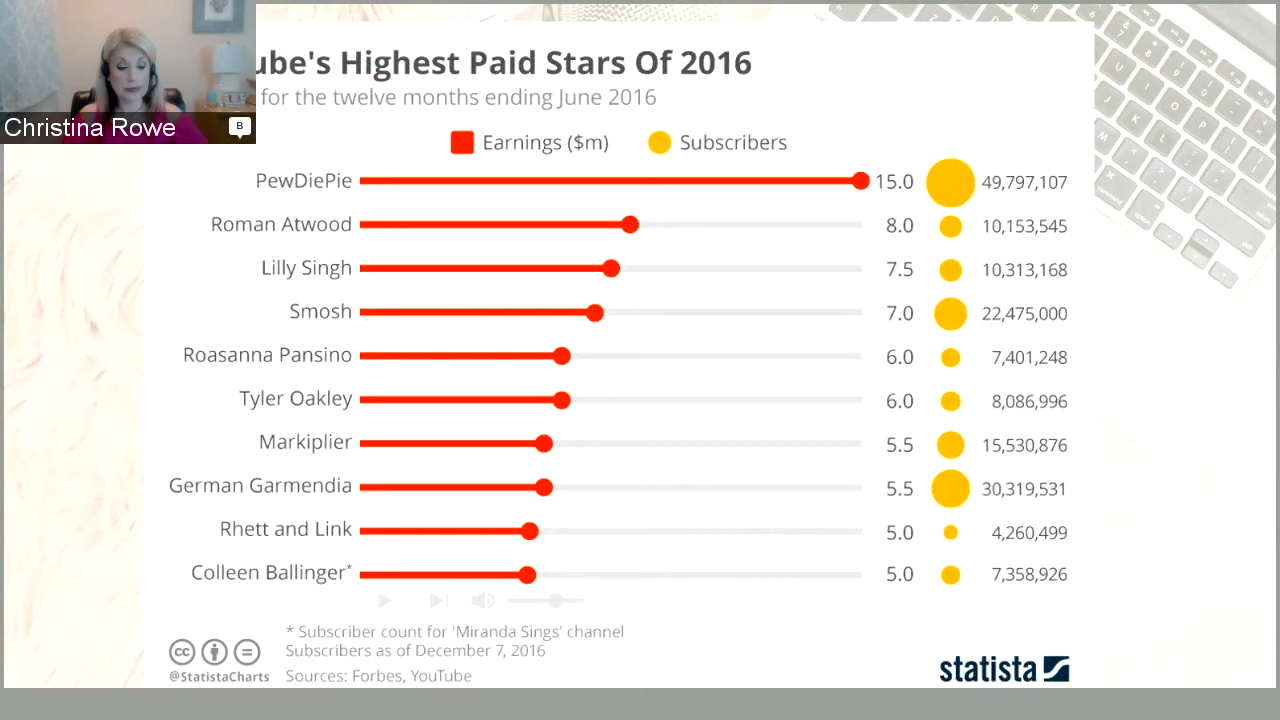 Christina Rowe
B
ube's Highest Paid Stars Of 2016
for the twelve months ending June 2016
Earnings ($m) Subscribers
PewDiePie 15.0 49,797,107
Roman Atwood 8.0 10,153,545
Lilly Singh 7.5 10,313,168
Smosh 7.0 22,475,000
Roasanna Pansino 6.0 7,401,248
Tyler Oakley 6.0 8,086,996
Markiplier 5.5 15,530,876
German Garmendia 5.5 30,319,531
Rhett and Link 5.0 4,260,499
Colleen Ballinger* 5.0 7,358,926
* Subscriber count for 'Miranda Sings' channel
Subscribers as of December 7, 2016
Sources: Forbes, YouTube
cc
@StatistaCharts
statista